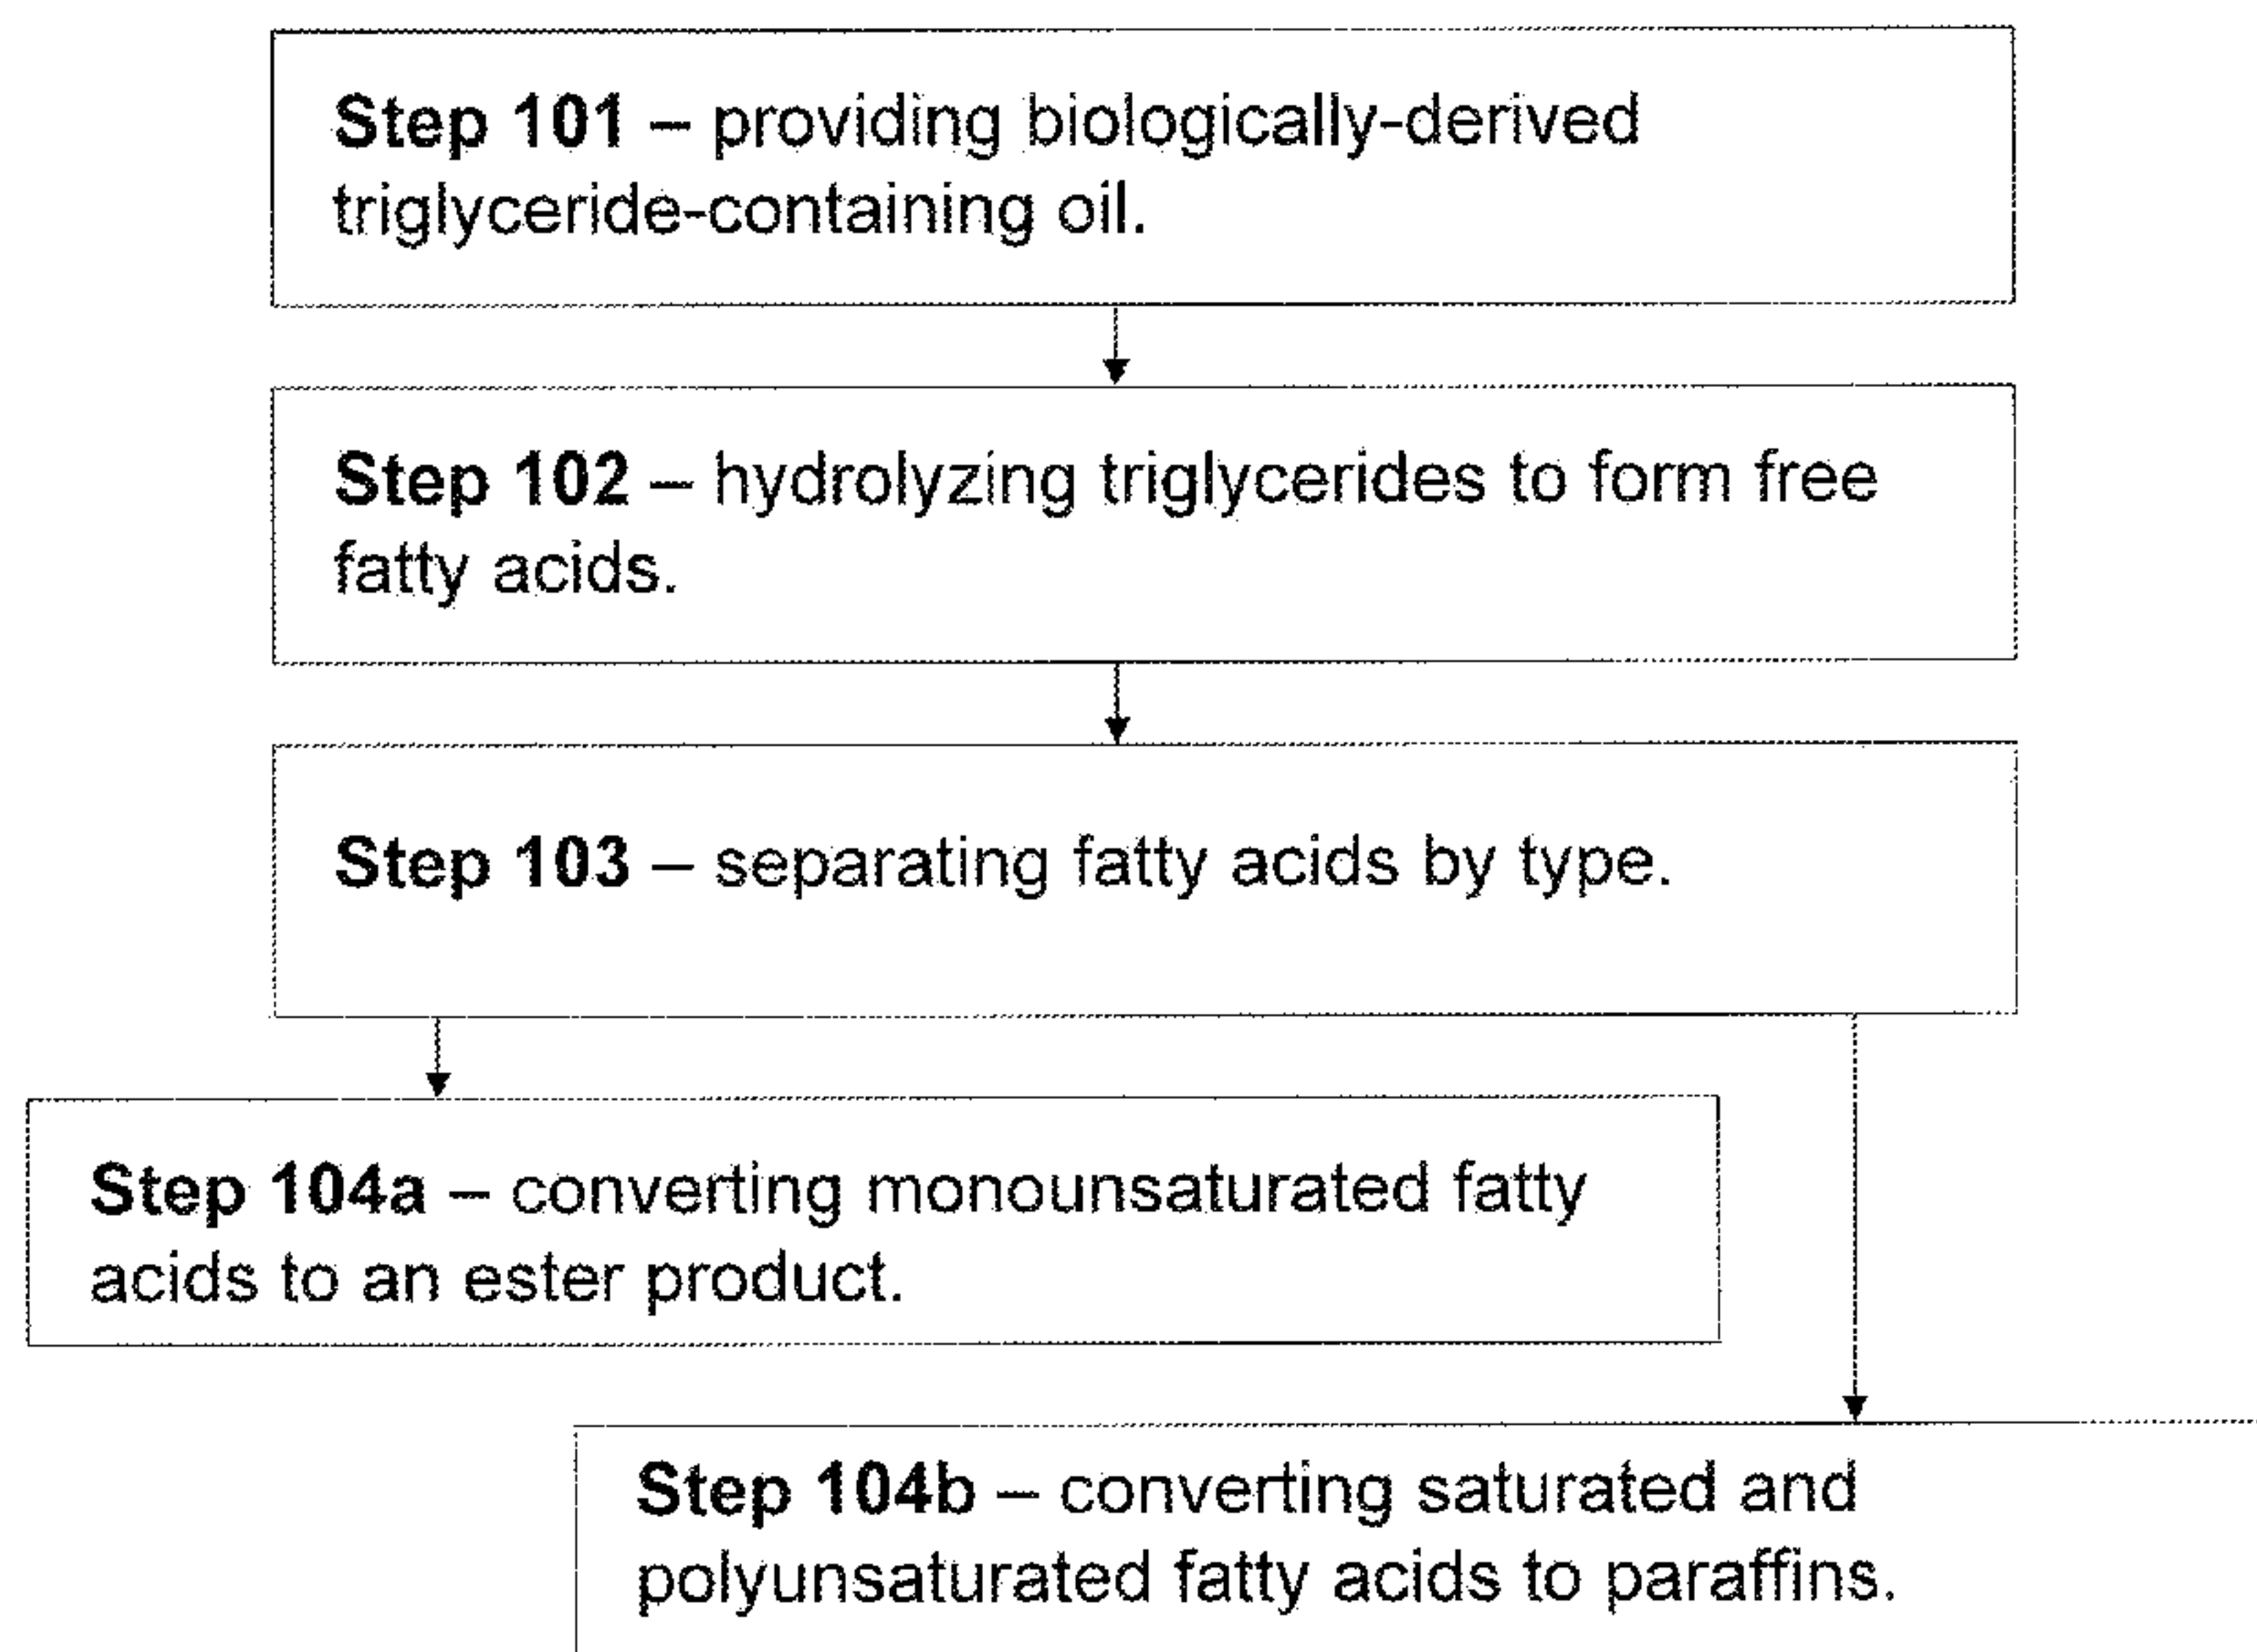 Step 101 – providing biologically-derived
triglyceride-containing oil.
Step 102 – hydrolyzing triglycerides to form free
fatty acids.
Step 103 – separating fatty acids by type.
Step 104a – converting monounsaturated fatty
acids to an ester product.
Step 104b – converting saturated and
polyunsaturated fatty acids to paraffins.